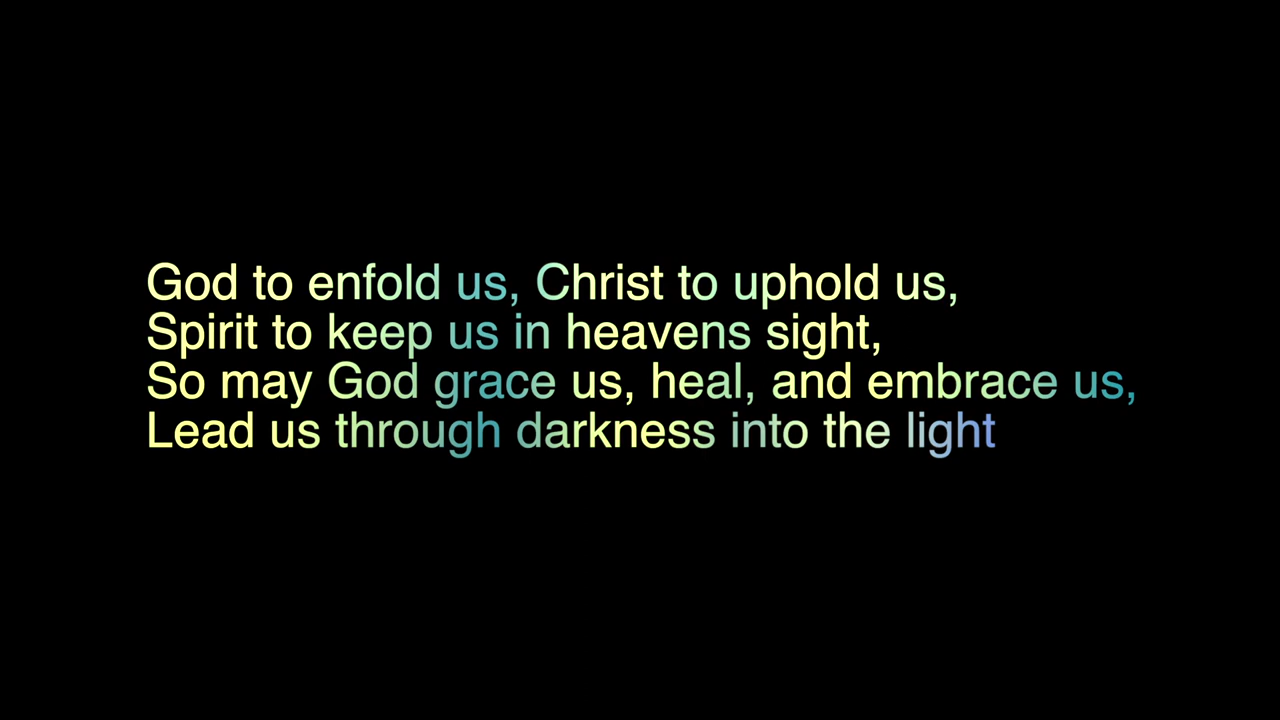 God to enfold us, Christ to uphold us,
Spirit to keep us in heavens sight,
So may God grace us, heal, and embrace us,
Lead us through darkness into the light